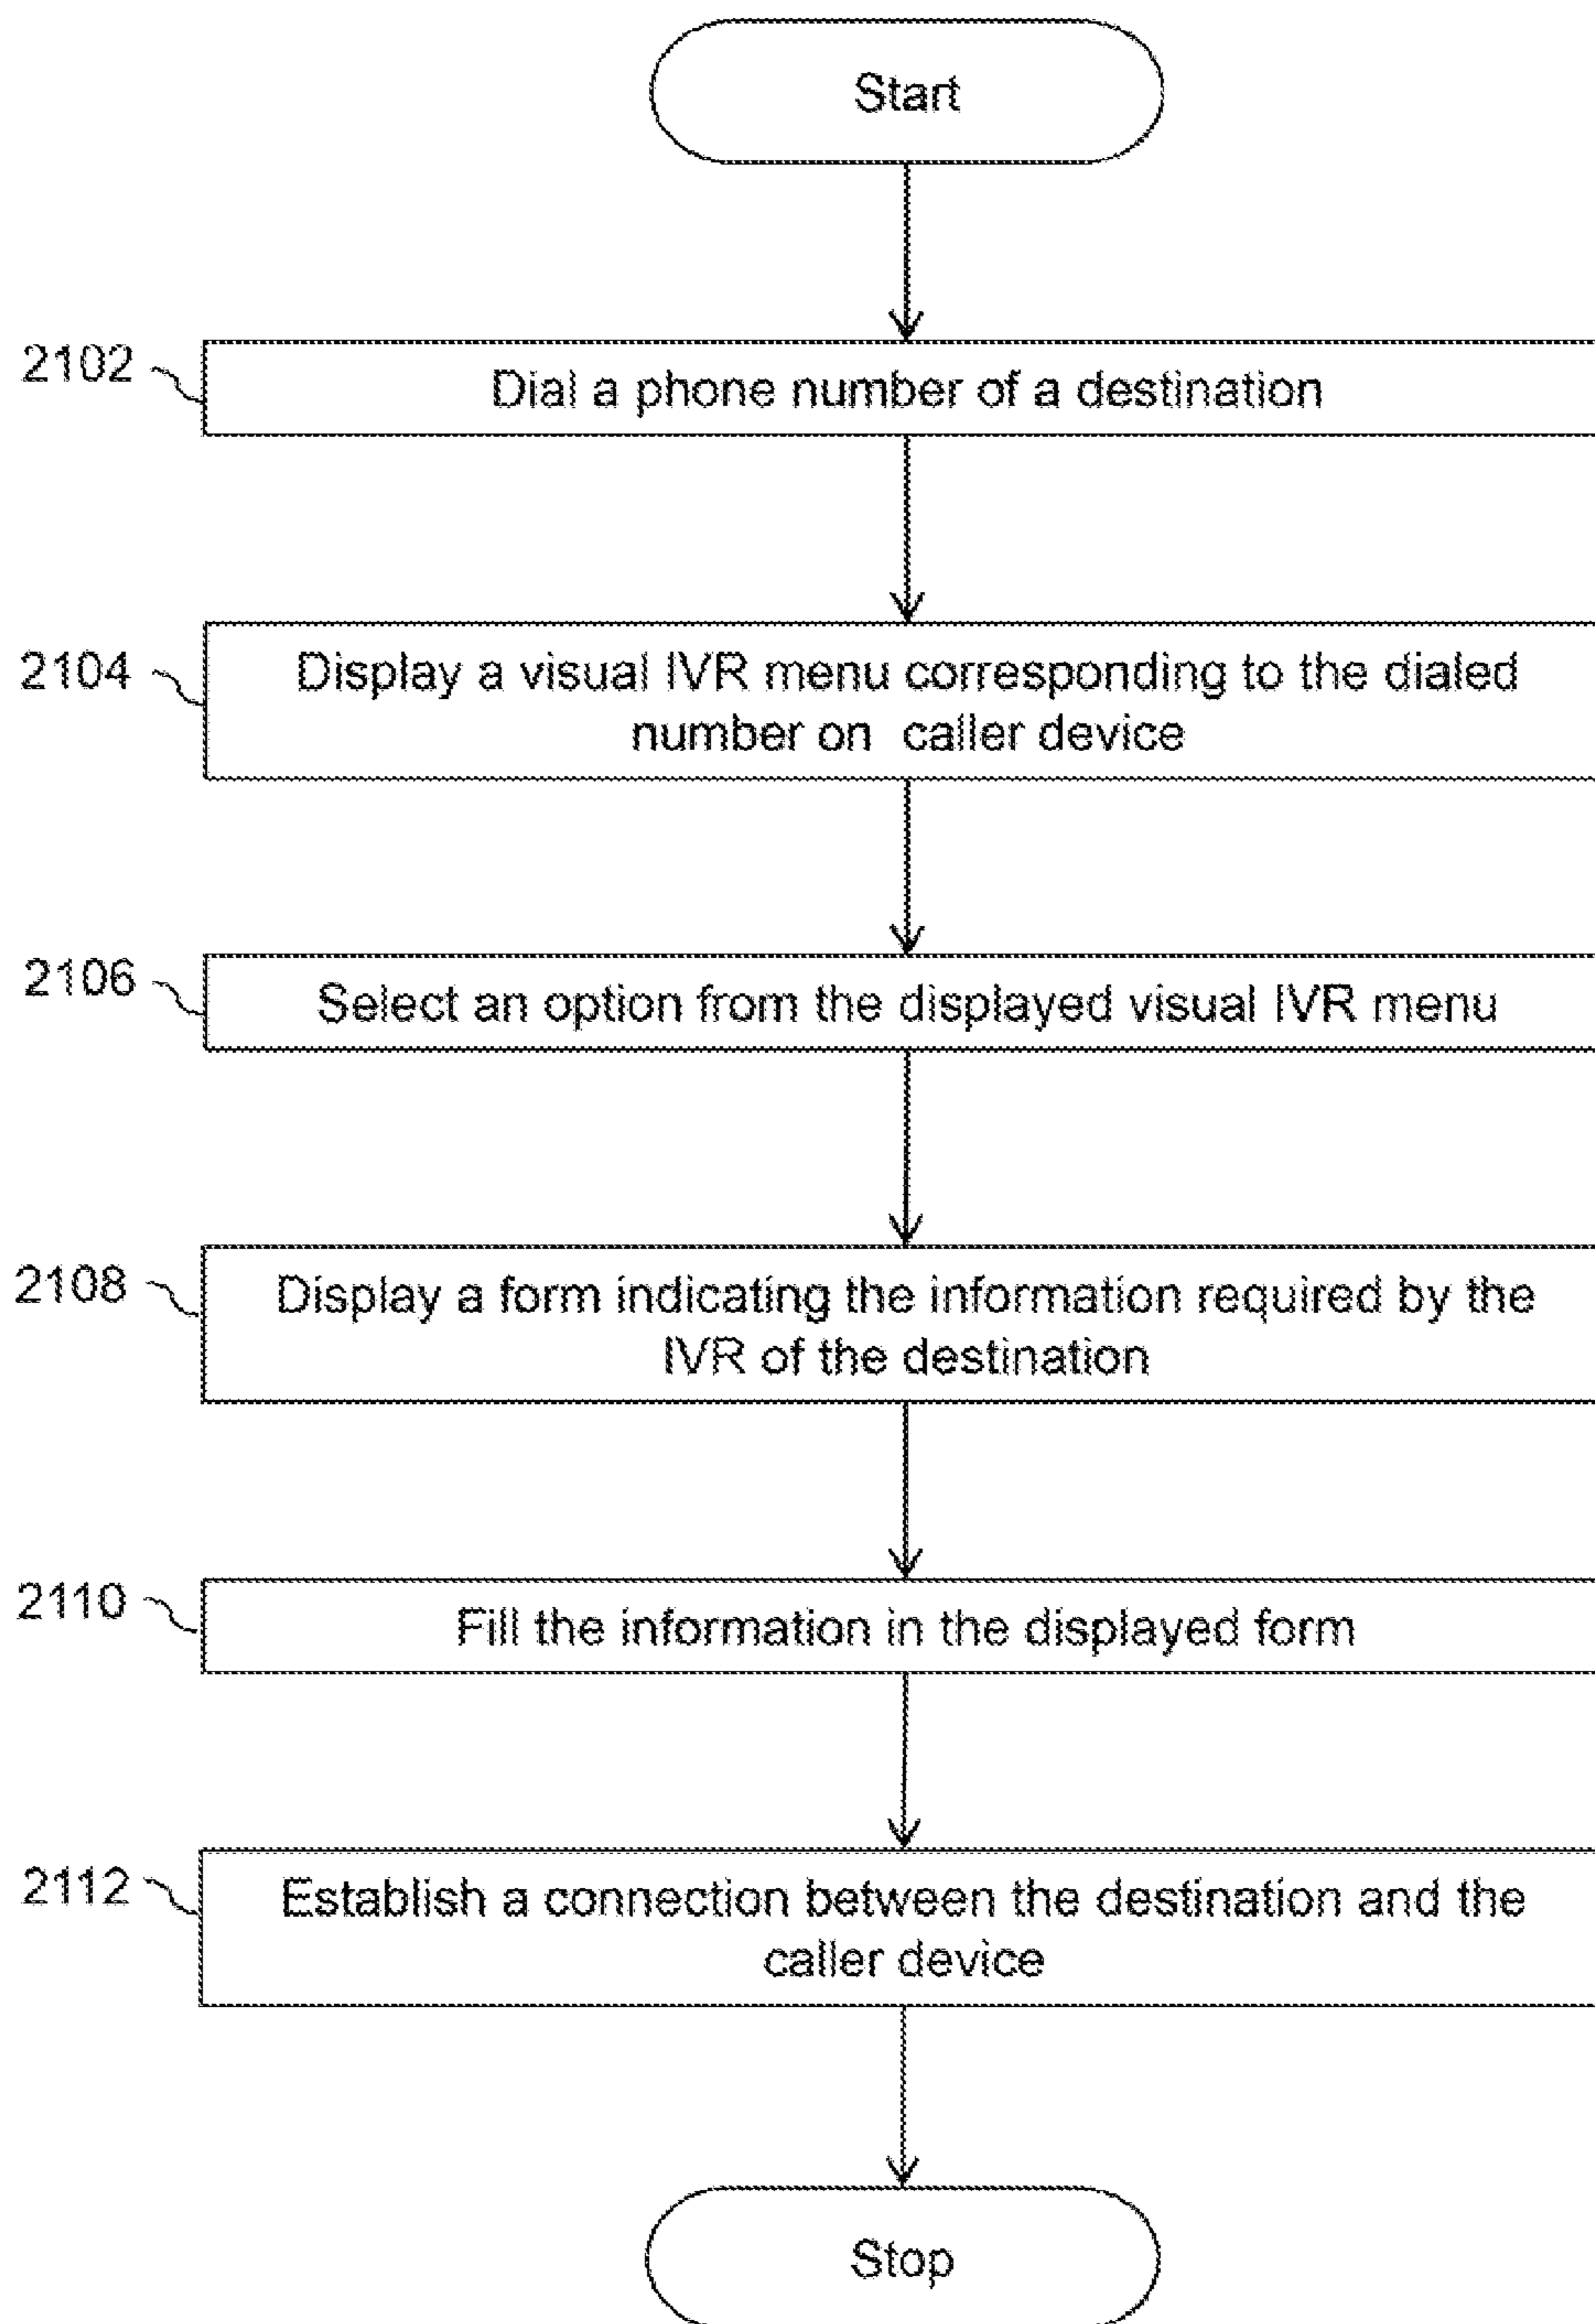 Start
2102
Dial a phone number of a destination
2104
Display a visual IVR menu corresponding to the dialed
number on caller device
2106
Select an option from the displayed visual IVR menu
2108
Display a form indicating the information required by the
IVR of the destination
2110
Fill the information in the displayed form
2112
Establish a connection between the destination and the
caller device
Stop